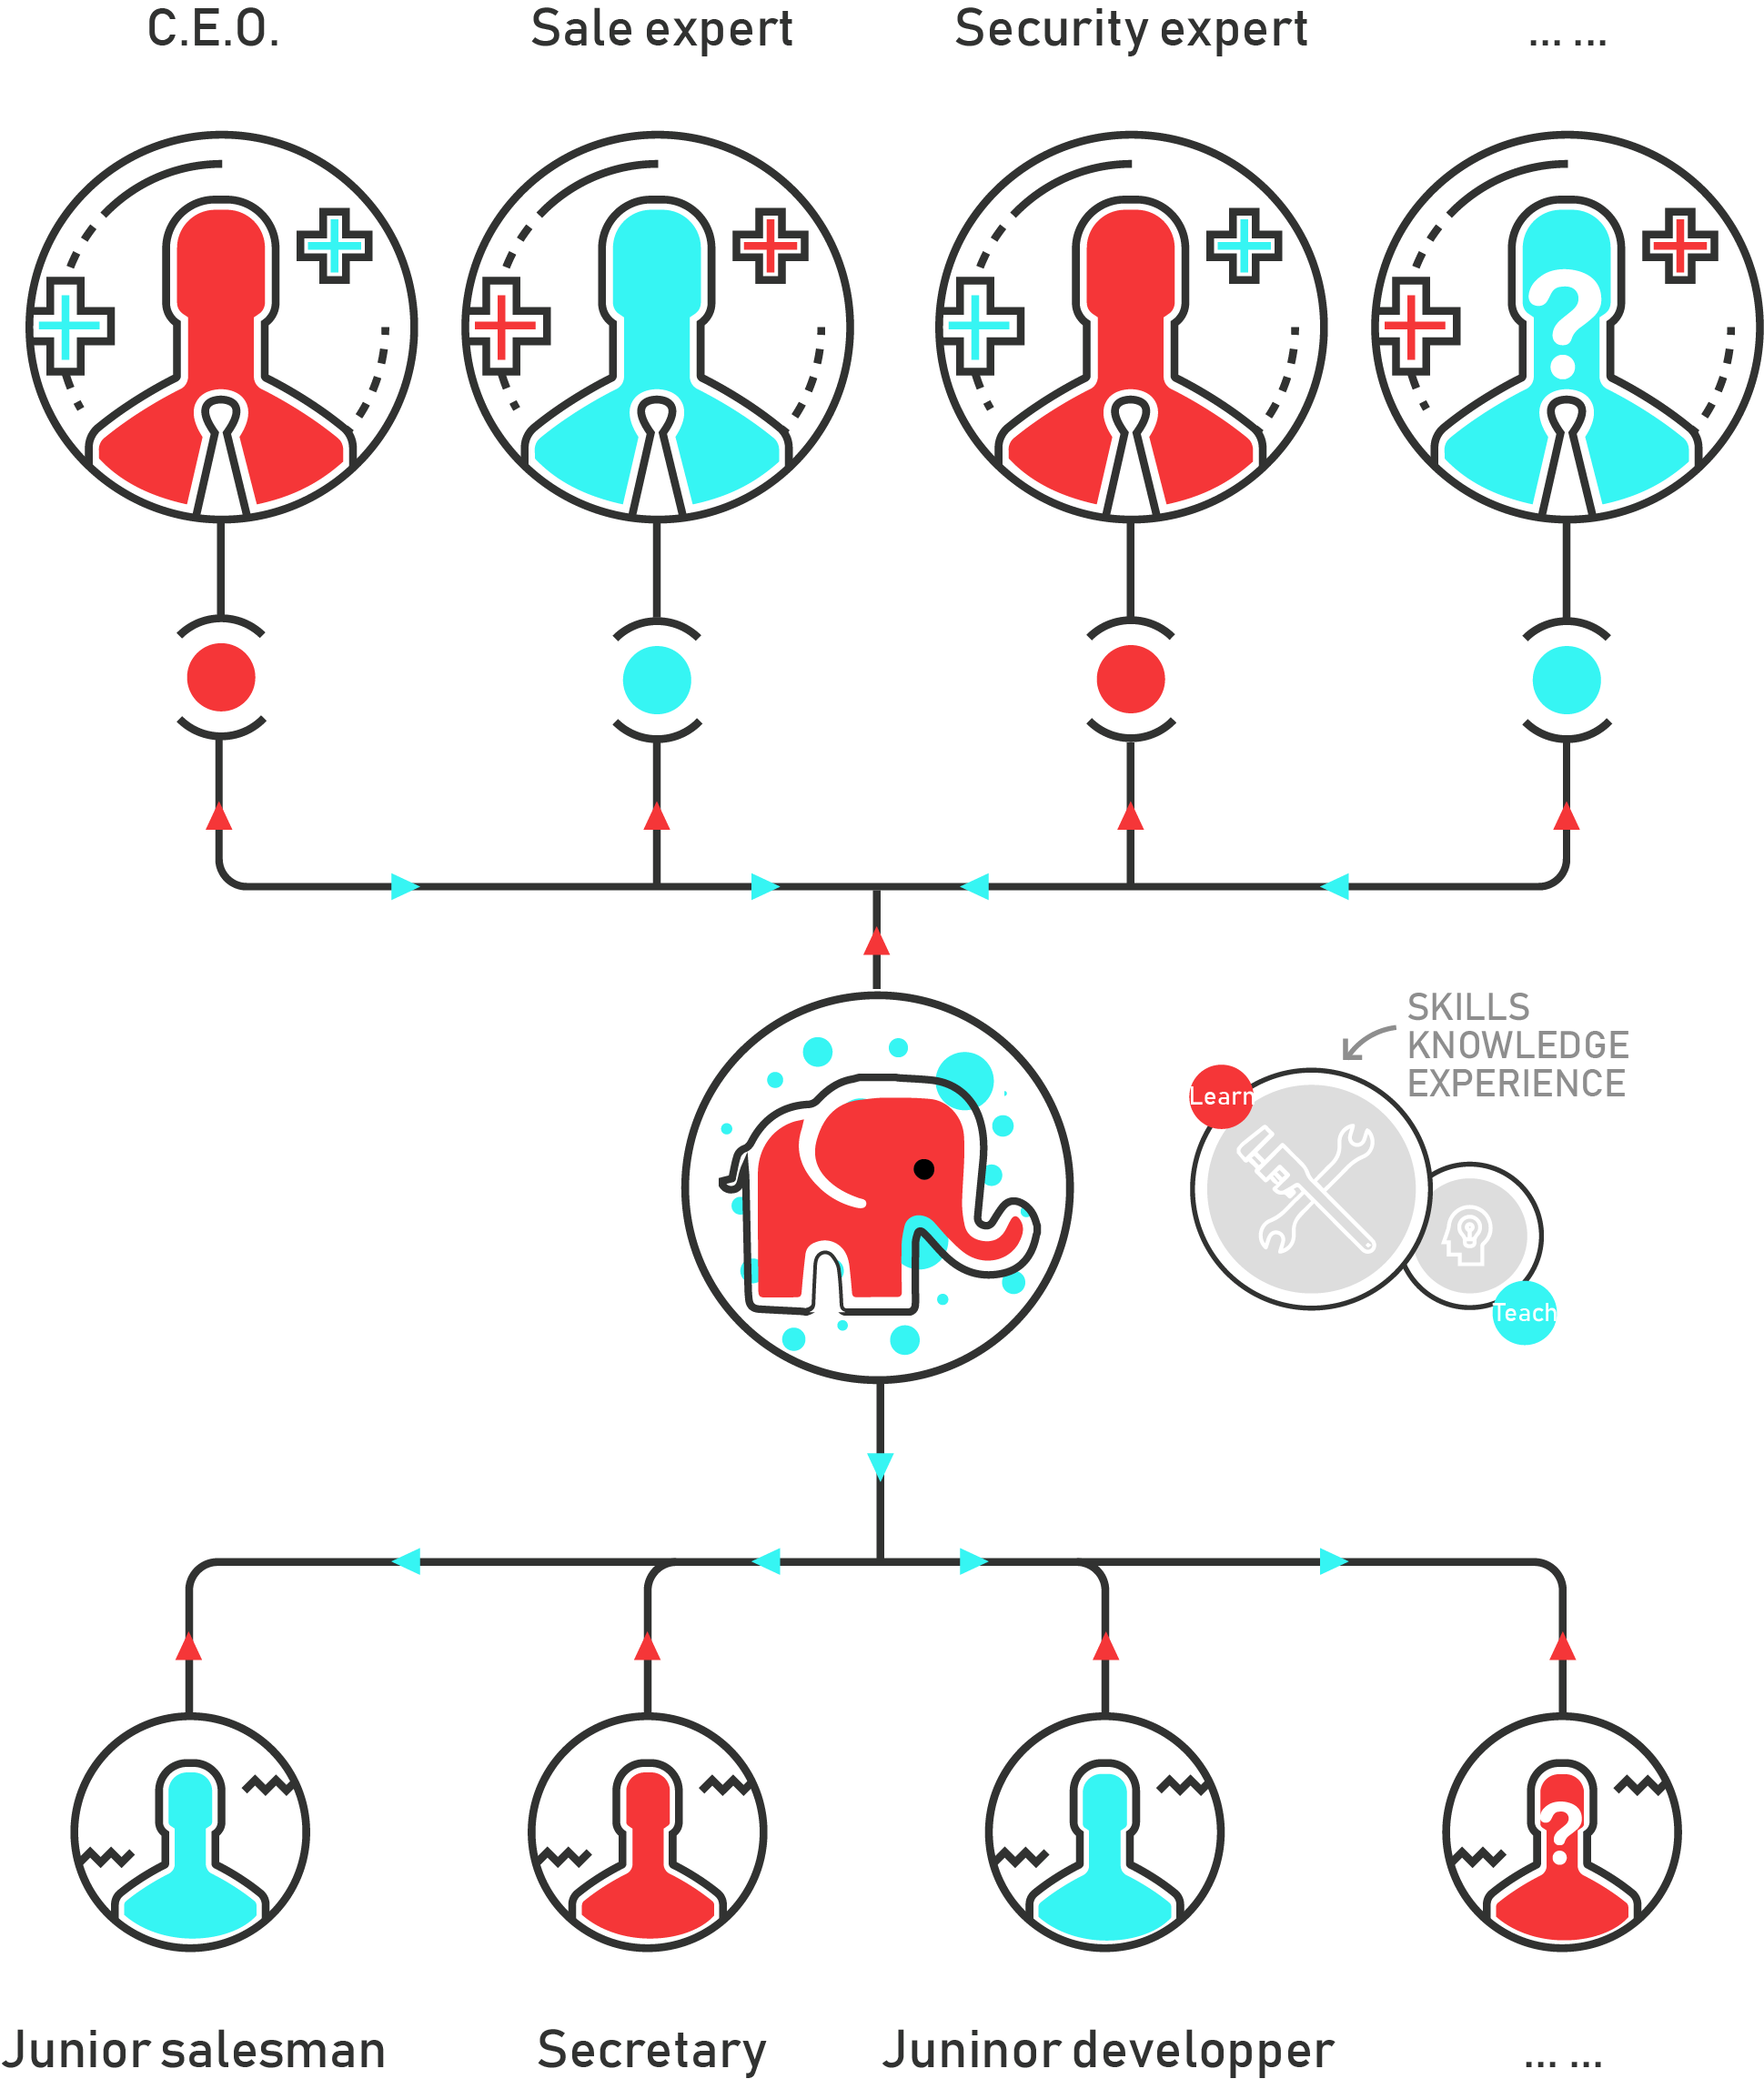 C.E.O.
Sale expert
Security expert
... ...
?
SKILLS
KNOWLEDGE
EXPERIENCE
Learn
Teach
?
Junior salesman
Secretary
Juninor developper
... ...